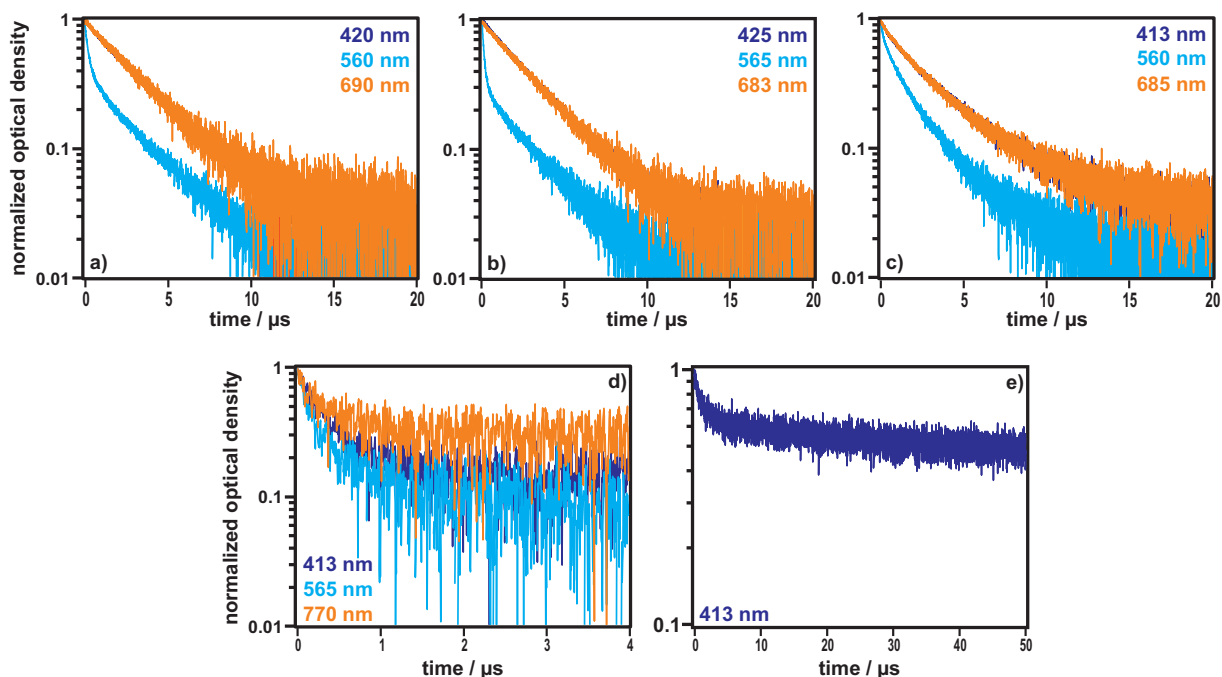 normalized optical density
1
0.1
0.01
420 nm
560 nm
690 nm
a)
0 5 10 15 20
time / µs
1
0.1
0.01
425 nm
565 nm
683 nm
b)
0 5 10 15 20
time / µs
1
0.1
0.01
413 nm
560 nm
685 nm
c)
0 5 10 15 20
time / µs
normalized optical density
1
0.1
0.01
d)
413 nm
565 nm
770 nm
0 1 2 3 4
time / µs
1
0.1
e)
413 nm
0 10 20 30 40 50
time / µs